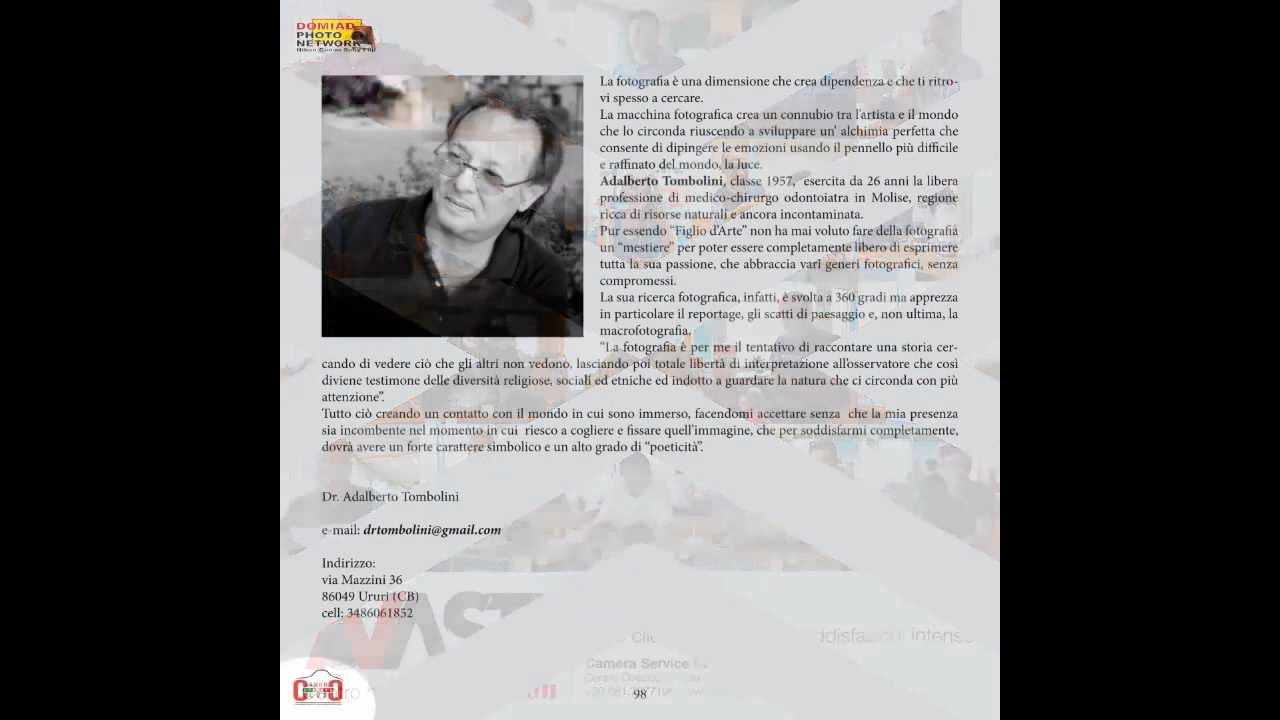 DOMIAD
PHOTO
NETWORK
La fotografia è una dimensione che crea dipendenza e che ti ritro-
vi spesso a cercare.
La macchina fotografica crea un connubio tra l'artista e il mondo
che lo circonda riuscendo a sviluppare un' alchimia perfetta che
consente di dipingere le emozioni usando il pennello più difficile
e raffinato del mondo, la luce.
Adalberto Tombolini, classe 1957, esercita da 26 anni la libera
professione di medico-chirurgo odontoiatra in Molise, regione
ricca di risorse naturali e ancora incontaminata.
Pur essendo “Figlio d'Arte” non ha mai voluto fare della fotografia
un “mestiere” per poter essere completamente libero di esprimere
tutta la sua passione, che abbraccia vari generi fotografici, senza
compromessi.
La sua ricerca fotografica, infatti, è svolta a 360 gradi ma apprezza
in particolare il reportage, gli scatti di paesaggio e, non ultima, la
macrofotografia.
“La fotografia è per me il tentativo di raccontare una storia cer-
cando di vedere ciò che gli altri non vedono, lasciando poi totale libertà di interpretazione all'osservatore che così
diviene testimone delle diversità religiose, sociali ed etniche ed indotto a guardare la natura che ci circonda con più
attenzione”.
Tutto ciò creando un contatto con il mondo in cui sono immerso, facendomi accettare senza che la mia presenza
sia incombente nel momento in cui riesco a cogliere e fissare quell'immagine, che per soddisfarmi completamente,
dovrà avere un forte carattere simbolico e un alto grado di “poeticità”.
Dr. Adalberto Tombolini
e-mail: drtombolini@gmail.com
Indirizzo:
via Mazzini 36
86049 Ururi (CB)
cell: 3486061852
Camera Service
98